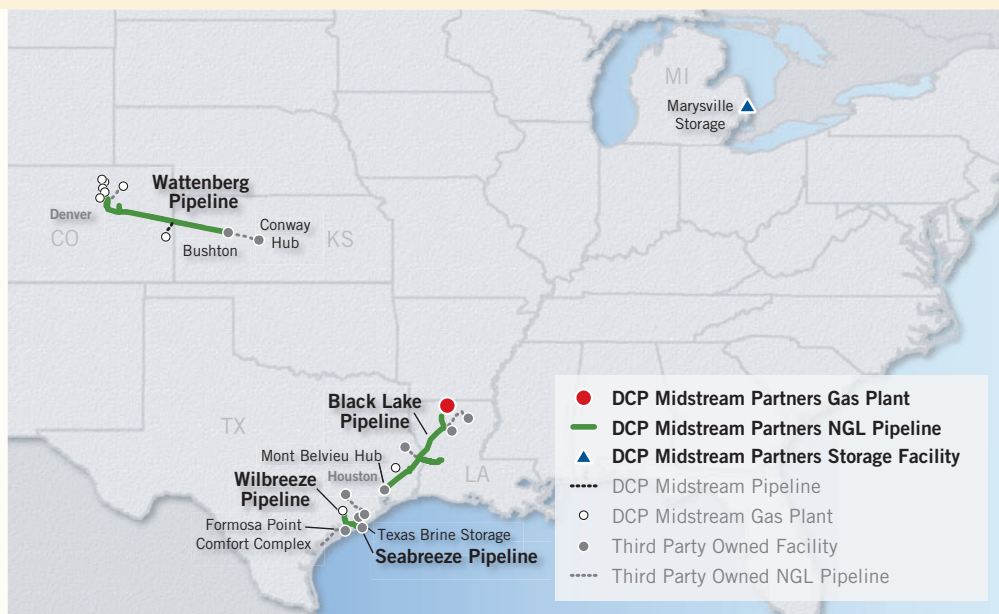 MI
Marysville
Storage
Wattenberg
Pipeline
Denver
CO
Conway
Hub
KS
Bushton
Black Lake
Pipeline
TX
Mont Belvieu Hub
Houston
LA
Wilbreeze
Pipeline
Formosa Point
Comfort Complex
Texas Brine Storage
Seabreeze Pipeline
DCP Midstream Partners Gas Plant
DCP Midstream Partners NGL Pipeline
DCP Midstream Partners Storage Facility
DCP Midstream Pipeline
DCP Midstream Gas Plant
Third Party Owned Facility
Third Party Owned NGL Pipeline